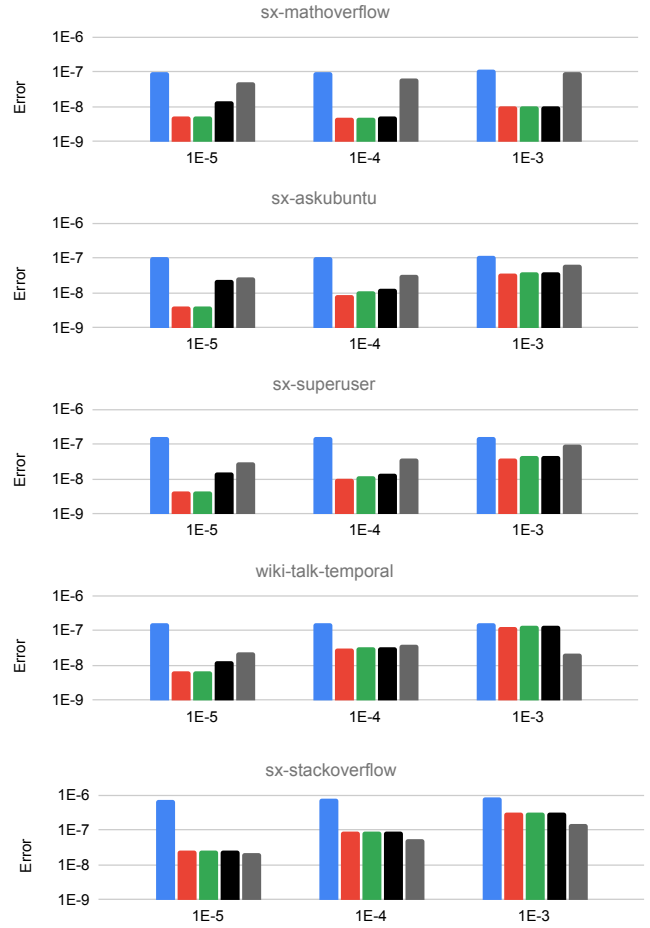 sx-mathoverflow
Error
1E-6
1E-7
1E-8
1E-9
1E-5 1E-4 1E-3
sx-askubuntu
Error
1E-6
1E-7
1E-8
1E-9
1E-5 1E-4 1E-3
sx-superuser
Error
1E-6
1E-7
1E-8
1E-9
1E-5 1E-4 1E-3
wiki-talk-temporal
Error
1E-6
1E-7
1E-8
1E-9
1E-5 1E-4 1E-3
sx-stackoverflow
Error
1E-6
1E-7
1E-8
1E-9
1E-5 1E-4 1E-3